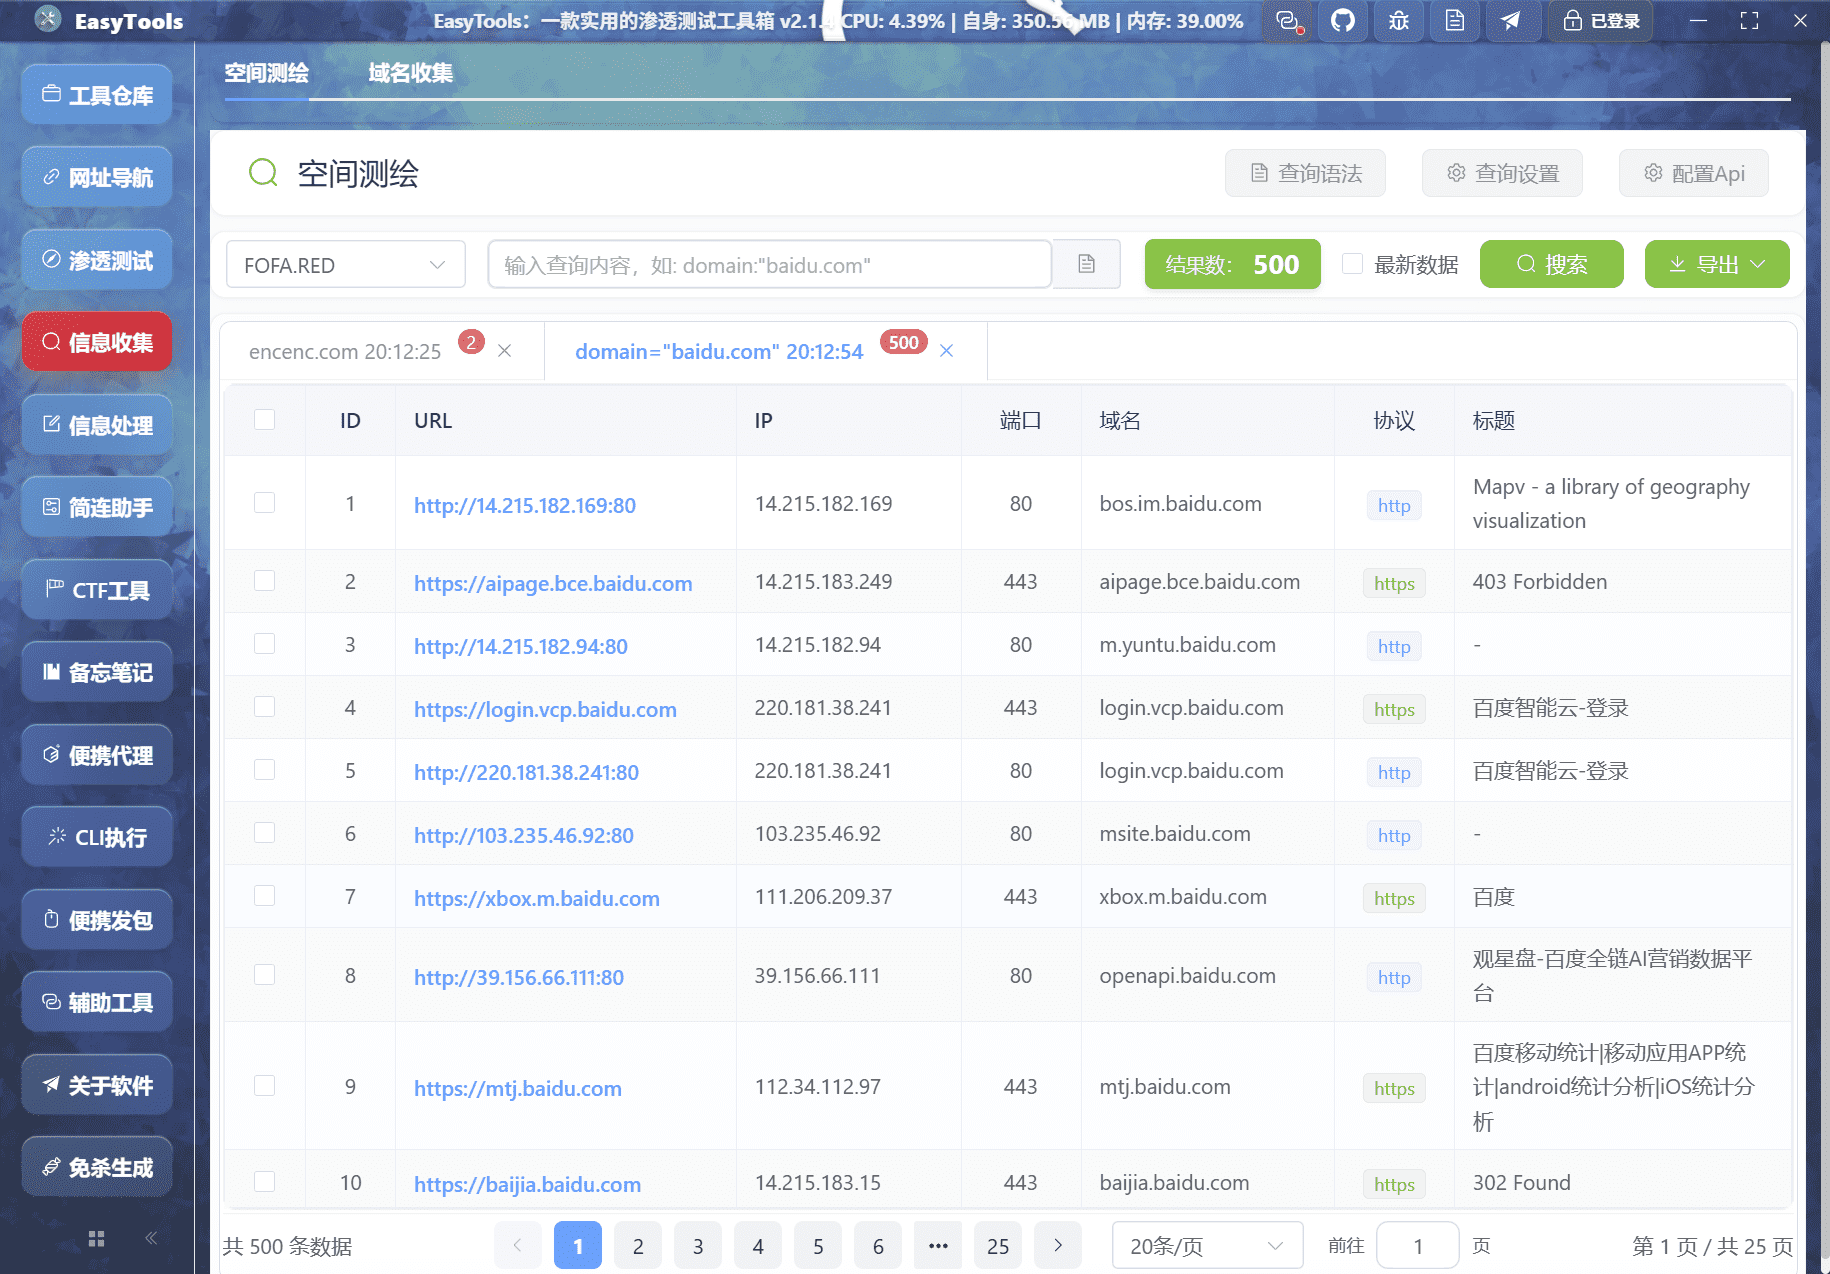 EasyTools
EasyTools：一款实用的渗透测试工具箱 v2.1.4 CPU: 4.39% | 自身: 350.56 MB | 内存: 39.00%
已登录
工具仓库
网址导航
渗透测试
信息收集
信息处理
简连助手
CTF工具
备忘笔记
便携代理
CLI执行
便携发包
辅助工具
关于软件
免杀生成
空间测绘
域名收集
空间测绘
查询语法
查询设置
配置Api
FOFA.RED
输入查询内容，如: domain:"baidu.com"
结果数： 500
最新数据
搜索
导出
encenc.com 20:12:25 2
domain="baidu.com" 20:12:54 500
ID URL IP 端口 域名 协议 标题
1 http://14.215.182.169:80 14.215.182.169 80 bos.im.baidu.com http Mapv - a library of geography
visualization
2 https://aipage.bce.baidu.com 14.215.183.249 443 aipage.bce.baidu.com https 403 Forbidden
3 http://14.215.182.94:80 14.215.182.94 80 m.yuntu.baidu.com http -
4 https://login.vcp.baidu.com 220.181.38.241 443 login.vcp.baidu.com https 百度智能云-登录
5 http://220.181.38.241:80 220.181.38.241 80 login.vcp.baidu.com http 百度智能云-登录
6 http://103.235.46.92:80 103.235.46.92 80 msite.baidu.com http -
7 https://xbox.m.baidu.com 111.206.209.37 443 xbox.m.baidu.com https 百度
8 http://39.156.66.111:80 39.156.66.111 80 openapi.baidu.com http 观星盘-百度全链AI营销数据平
台
9 https://mtj.baidu.com 112.34.112.97 443 mtj.baidu.com https 百度移动统计|移动应用APP统
计|android统计分析|iOS统计分
析
10 https://baijia.baidu.com 14.215.183.15 443 baijia.baidu.com https 302 Found
共 500 条数据
1 2 3 4 5 6 ••• 25
20条/页
前往 1 页
第 1 页 / 共 25 页